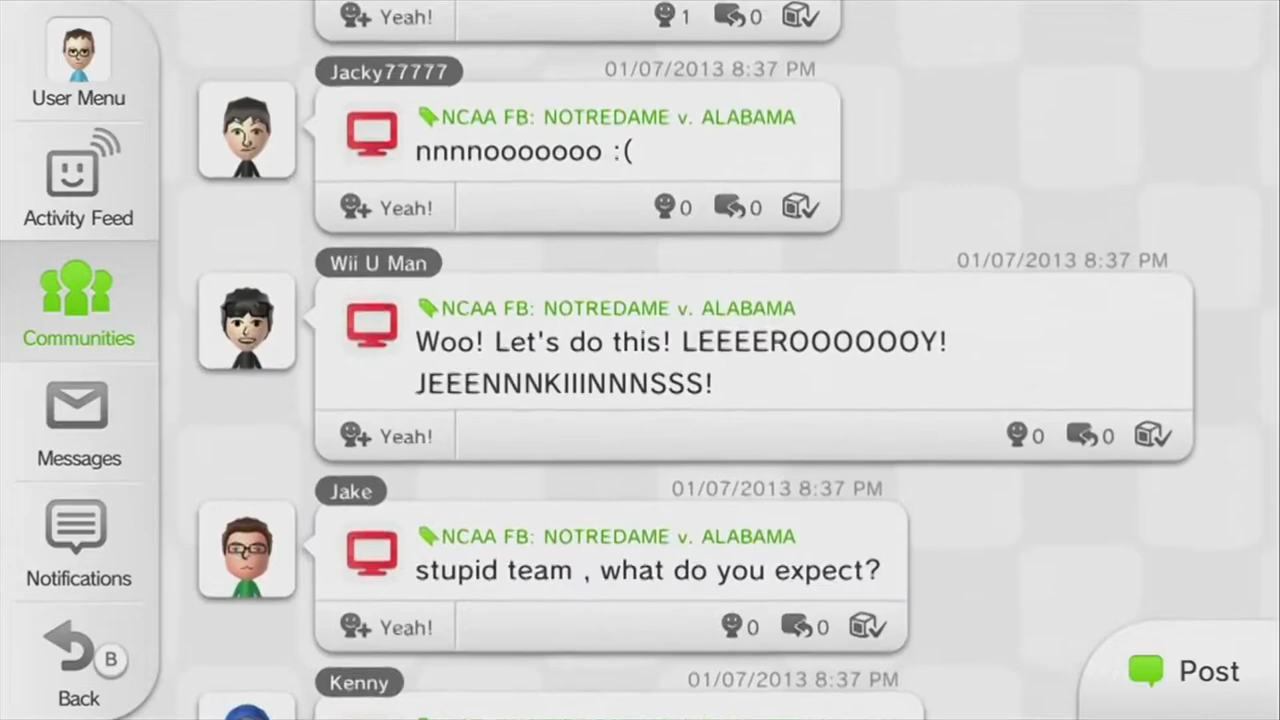 Yeah! 1 0
User Menu
Activity Feed
Communities
Messages
Notifications
B
Back
Jacky77777 01/07/2013 8:37 PM
NCAA FB: NOTREDAME v. ALABAMA
nnnnooooooo :(
Yeah! 0 0
Wii U Man 01/07/2013 8:37 PM
NCAA FB: NOTREDAME v. ALABAMA
Woo! Let's do this! LEEEEROOOOOOY!
JEEENNNKIIINNNSSS!
Yeah! 0 0
Jake 01/07/2013 8:37 PM
NCAA FB: NOTREDAME v. ALABAMA
stupid team , what do you expect?
Yeah! 0 0
Kenny 01/07/2013 8:37 PM
Post